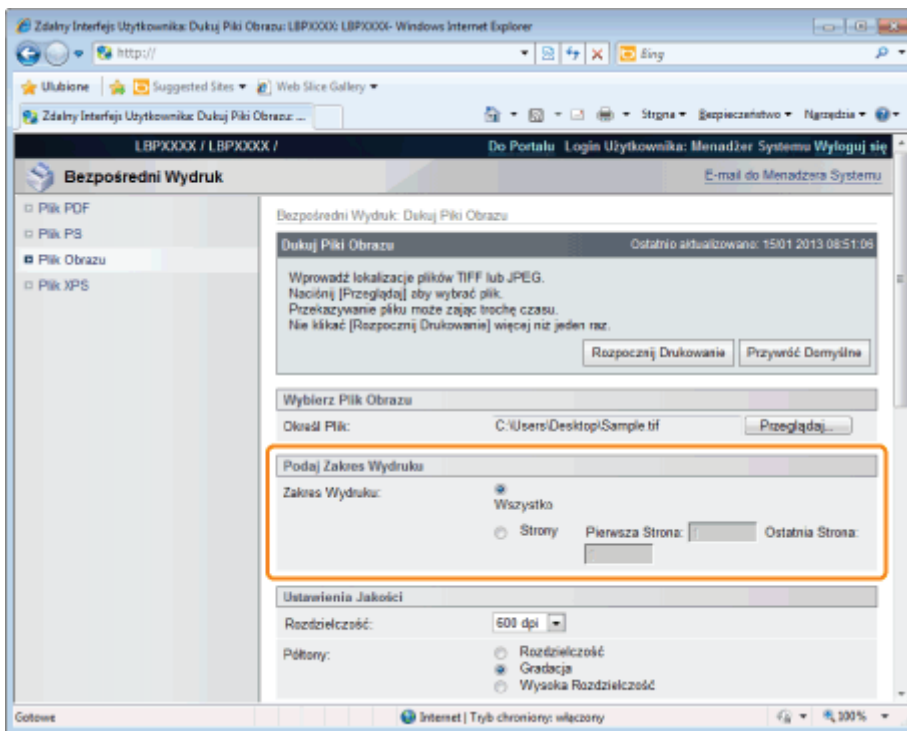 Zdalny Interfejs Użytkownika: Dukuj Piki Obrazu: LBPXXXX: LBPXXXX- Windows Internet Explorer
http://
Bing
Ulubione Suggested Sites Web Slice Gallery
Zdalny Interfejs Użytkownika: Dukuj Piki Obrazu: ...
Strona Bezpieczeństwo Narzędzia
LBPXXXX / LBPXXXX / Do Portalu Login Użytkownika: Menadżer Systemu Wyloguj się
Bezpośredni Wydruk E-mail do Menadżera Systemu
Plik PDF
Plik PS
Plik Obrazu
Plik XPS
Bezpośredni Wydruk: Dukuj Piki Obrazu
Dukuj Piki Obrazu Ostatnio aktualizowano: 15/01 2013 08:51:06
Wprowadź lokalizacje plików TIFF lub JPEG.
Naciśnij [Przeglądaj] aby wybrać plik.
Przekazywanie pliku może zając trochę czasu.
Nie klikać [Rozpocznij Drukowanie] więcej niż jeden raz.
Rozpocznij Drukowanie Przywróć Domyślne
Wybierz Plik Obrazu
Określ Plik: C:\Users\Desktop\Sample.tif Przeglądaj...
Podaj Zakres Wydruku
Zakres Wydruku:
Wszystko
Strony Pierwsza Strona: Ostatnia Strona:
Ustawienia Jakości
Rozdzielczość: 600 dpi
Półtony: Rozdzielczość
Gradacja
Wysoka Rozdzielczość
Gotowe Internet | Tryb chroniony: włączony 100%